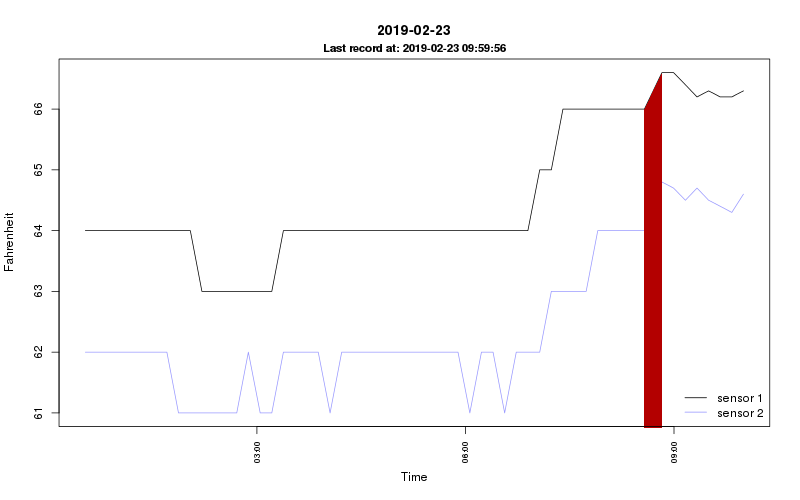 2019-02-23
Last record at: 2019-02-23 09:59:56
Fahrenheit
66
65
64
63
62
61
sensor 1
sensor 2
03:00
06:00
09:00
Time